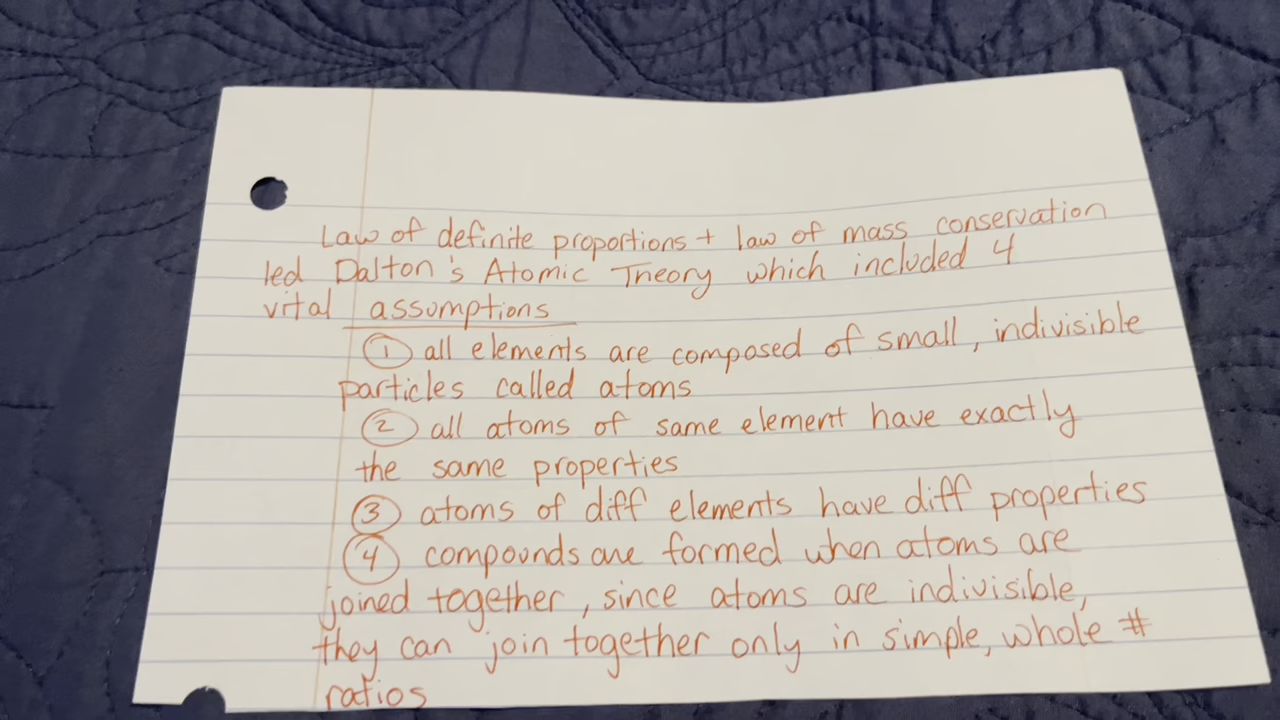 Law of definite proportions + law of mass conservation
led Dalton's Atomic Theory which included 4
vital assumptions
① all elements are composed of small, indivisible
particles called atoms
② all atoms of same element have exactly
the same properties
③ atoms of diff elements have diff properties
④ compounds are formed when atoms are
joined together, since atoms are indivisible,
they can join together only in simple, whole #
ratios